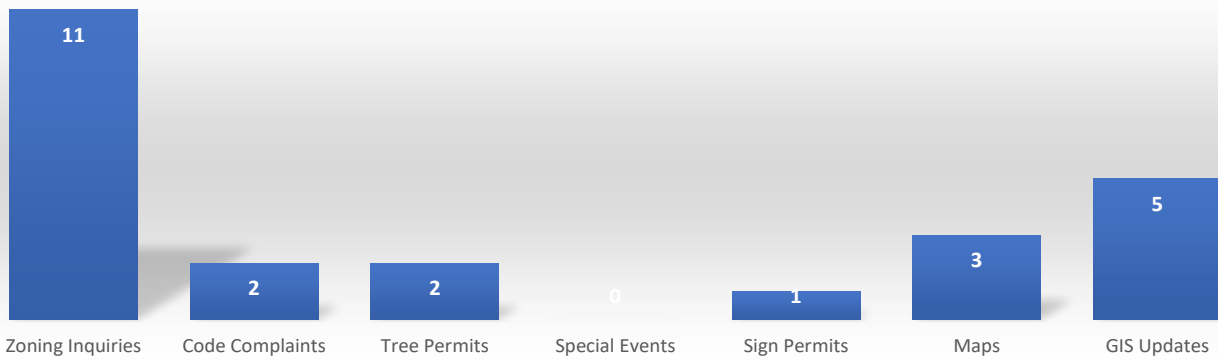 11
2
2
0
1
3
5
Zoning Inquiries
Code Complaints
Tree Permits
Special Events
Sign Permits
Maps
GIS Updates